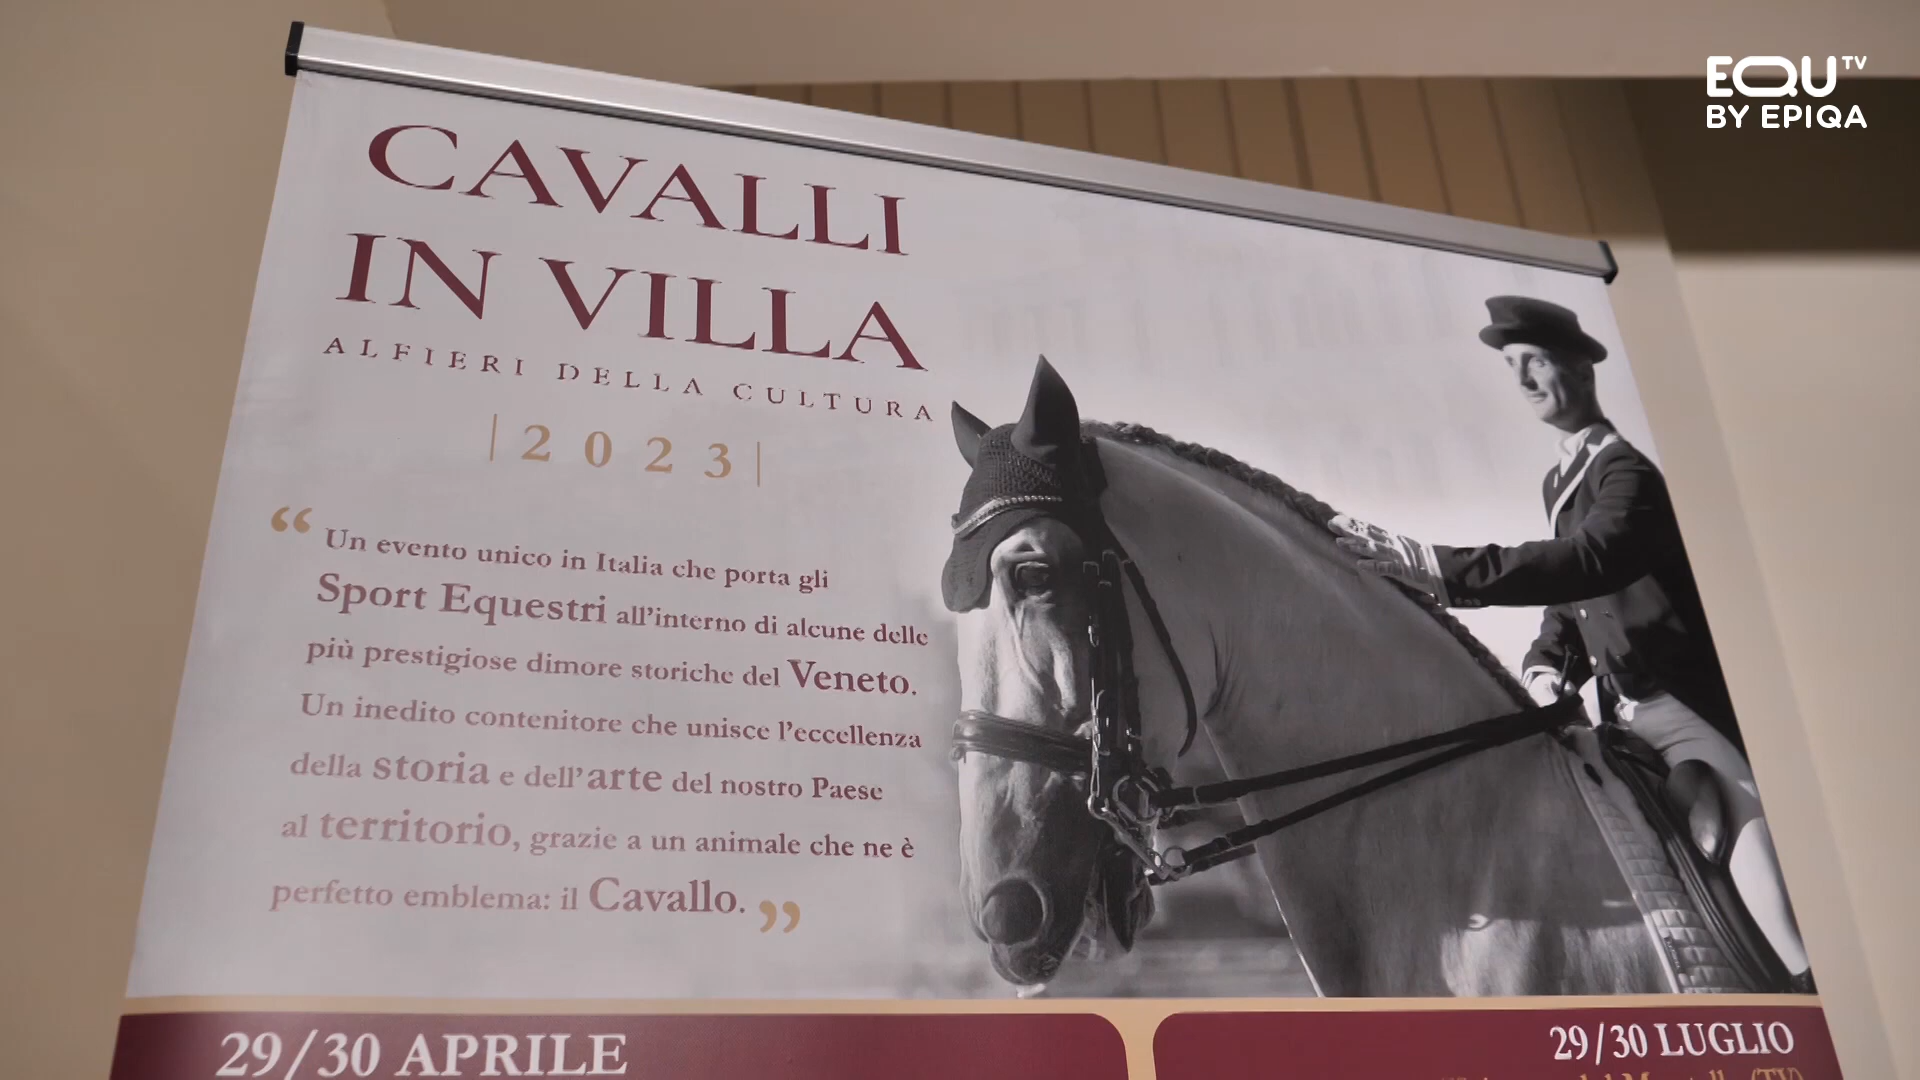 EQU TV
BY EPIQA
CAVALLI
IN VILLA
ALFIERI DELLA CULTURA
|2023|
“Un evento unico in Italia che porta gli
Sport Equestri all’interno di alcune delle
più prestigiose dimore storiche del Veneto.
Un inedito contenitore che unisce l’eccellenza
della storia e dell’arte del nostro Paese
al territorio, grazie a un animale che ne è
perfetto emblema: il Cavallo.”
29/30 APRILE
29/30 LUGLIO
(TV)